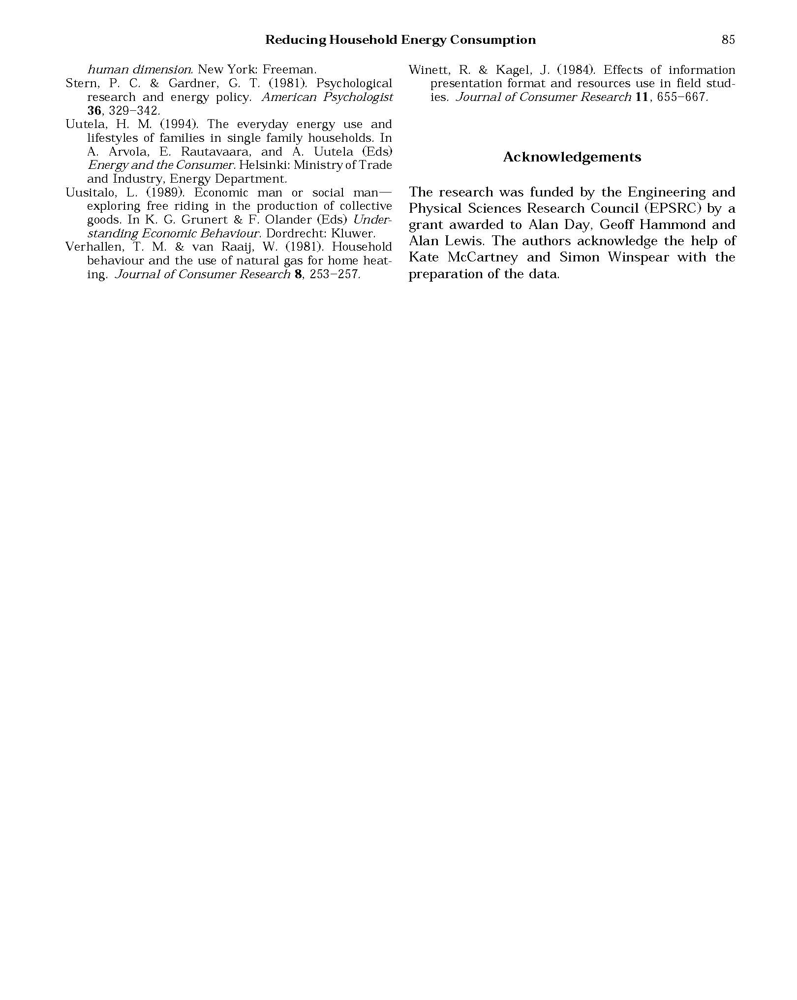 Reducing Household Energy Consumption 85
human dimension. New York: Freeman.
Stern, P. C. & Gardner, G. T. (1981). Psychological
research and energy policy. American Psychologist
36, 329–342.
Uutela, H. M. (1994). The everyday energy use and
lifestyles of families in single family households. In
A. Arvola, E. Rautavaara, and A. Uutela (Eds)
Energy and the Consumer. Helsinki: Ministry of Trade
and Industry, Energy Department.
Uusitalo, L. (1989). Economic man or social man—
exploring free riding in the production of collective
goods. In K. G. Grunert & F. Olander (Eds) Under-
standing Economic Behaviour. Dordrecht: Kluwer.
Verhallen, T. M. & van Raaij, W. (1981). Household
behaviour and the use of natural gas for home heat-
ing. Journal of Consumer Research 8, 253–257.
Winett, R. & Kagel, J. (1984). Effects of information
presentation format and resources use in field stud-
ies. Journal of Consumer Research 11, 655–667.
Acknowledgements
The research was funded by the Engineering and
Physical Sciences Research Council (EPSRC) by a
grant awarded to Alan Day, Geoff Hammond and
Alan Lewis. The authors acknowledge the help of
Kate McCartney and Simon Winspear with the
preparation of the data.